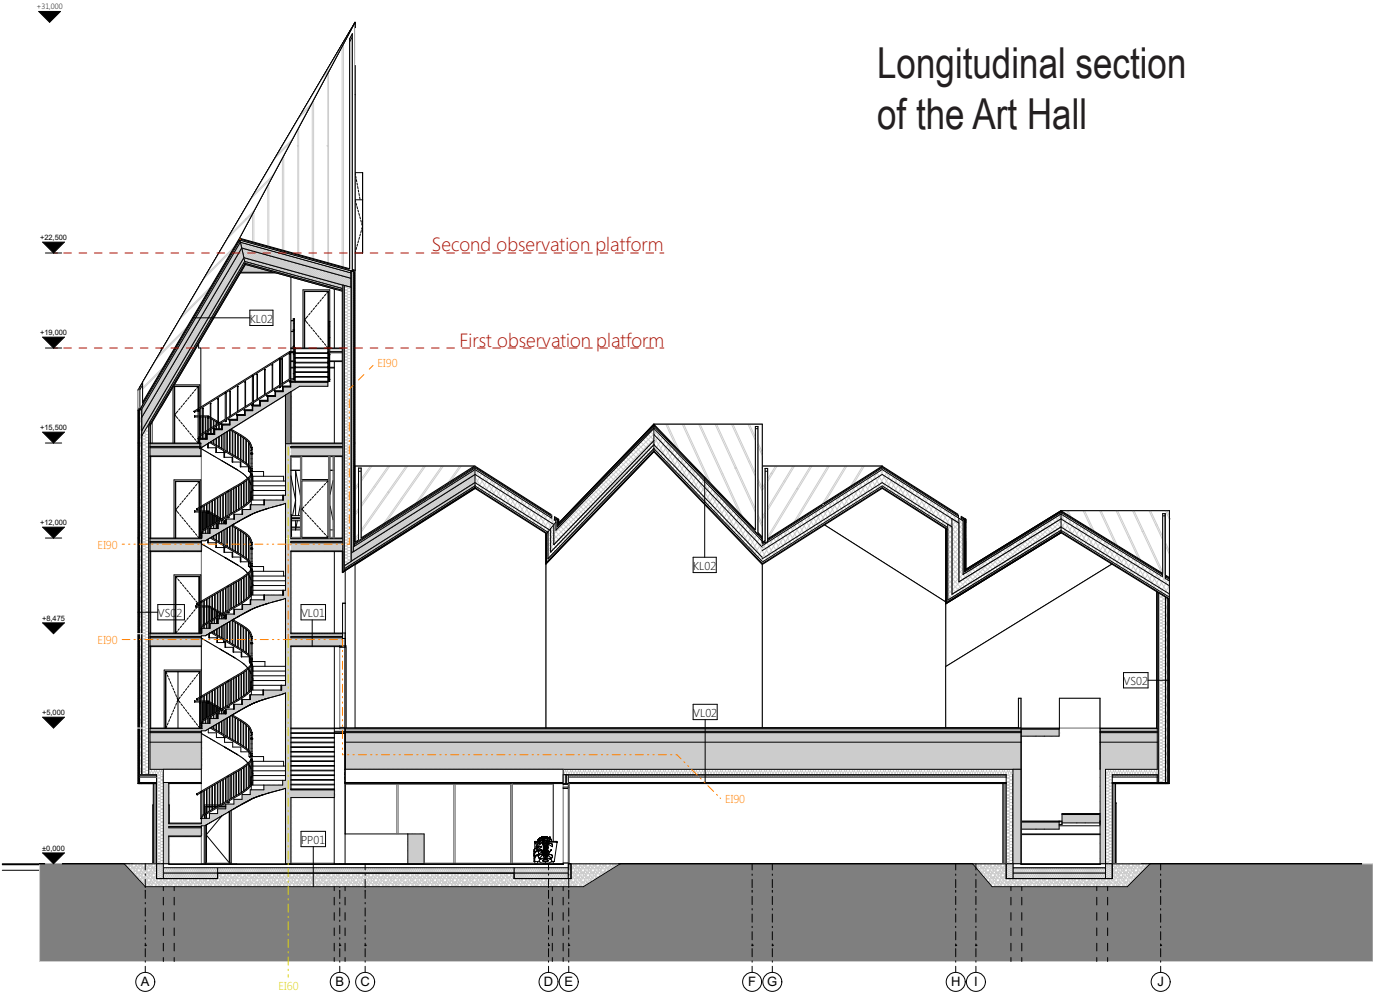 +31,000
Longitudinal section
of the Art Hall
+22,500
Second observation platform
KL02
+19,000
First observation platform
EI90
+15,500
+12,000
EI90
KL02
VS02
VL01
+8,475
EI90
VS02
+5,000
VL02
EI90
PP01
±0,000
A
EI60
B
C
D
E
F
G
H
I
J